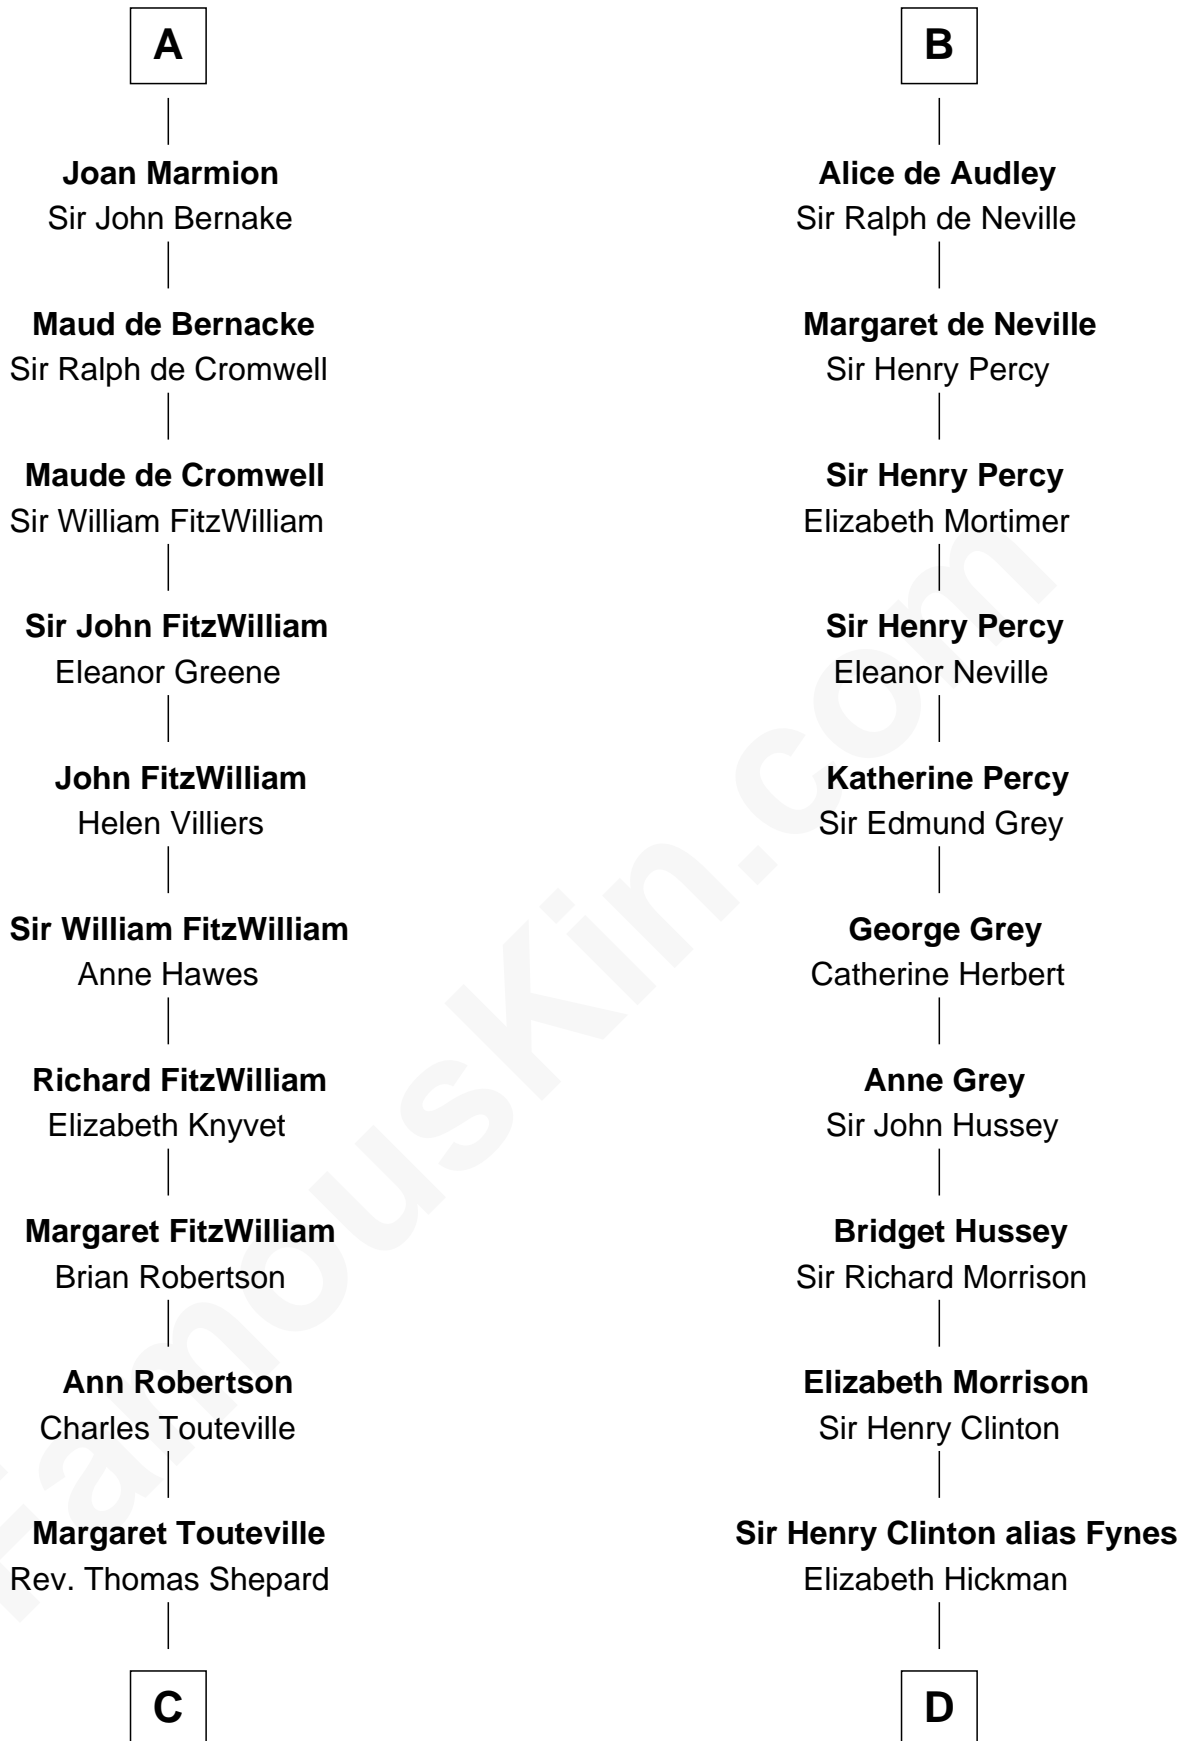 A
Joan Marmion
Sir John Bernake
Maud de Bernacke
Sir Ralph de Cromwell
Maude de Cromwell
Sir William FitzWilliam
Sir John FitzWilliam
Eleanor Greene
John FitzWilliam
Helen Villiers
Sir William FitzWilliam
Anne Hawes
Richard FitzWilliam
Elizabeth Knyvet
Margaret FitzWilliam
Brian Robertson
Ann Robertson
Charles Touteville
Margaret Touteville
Rev. Thomas Shepard
C
B
Alice de Audley
Sir Ralph de Neville
Margaret de Neville
Sir Henry Percy
Sir Henry Percy
Elizabeth Mortimer
Sir Henry Percy
Eleanor Neville
Katherine Percy
Sir Edmund Grey
George Grey
Catherine Herbert
Anne Grey
Sir John Hussey
Bridget Hussey
Sir Richard Morrison
Elizabeth Morrison
Sir Henry Clinton
Sir Henry Clinton alias Fynes
Elizabeth Hickman
D
FamousKin.com